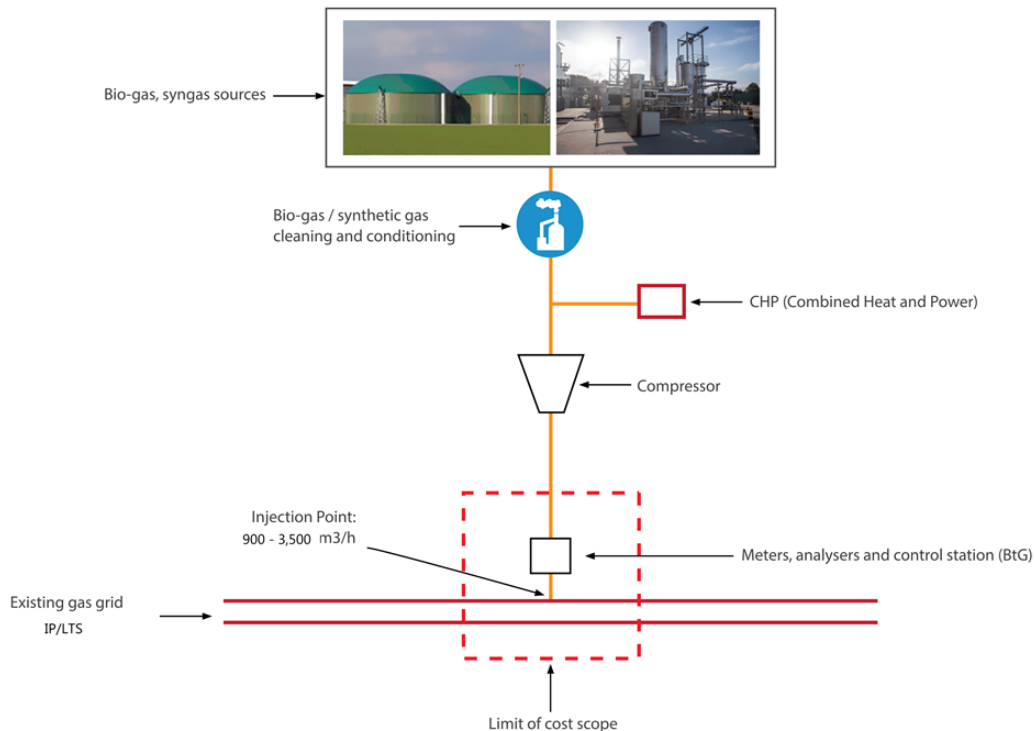 Bio-gas, syngas sources
Bio-gas / synthetic gas
cleaning and conditioning
CHP (Combined Heat and Power)
Compressor
Injection Point:
900 - 3,500 m3/h
Meters, analysers and control station (BtG)
Existing gas grid
IP/LTS
Limit of cost scope